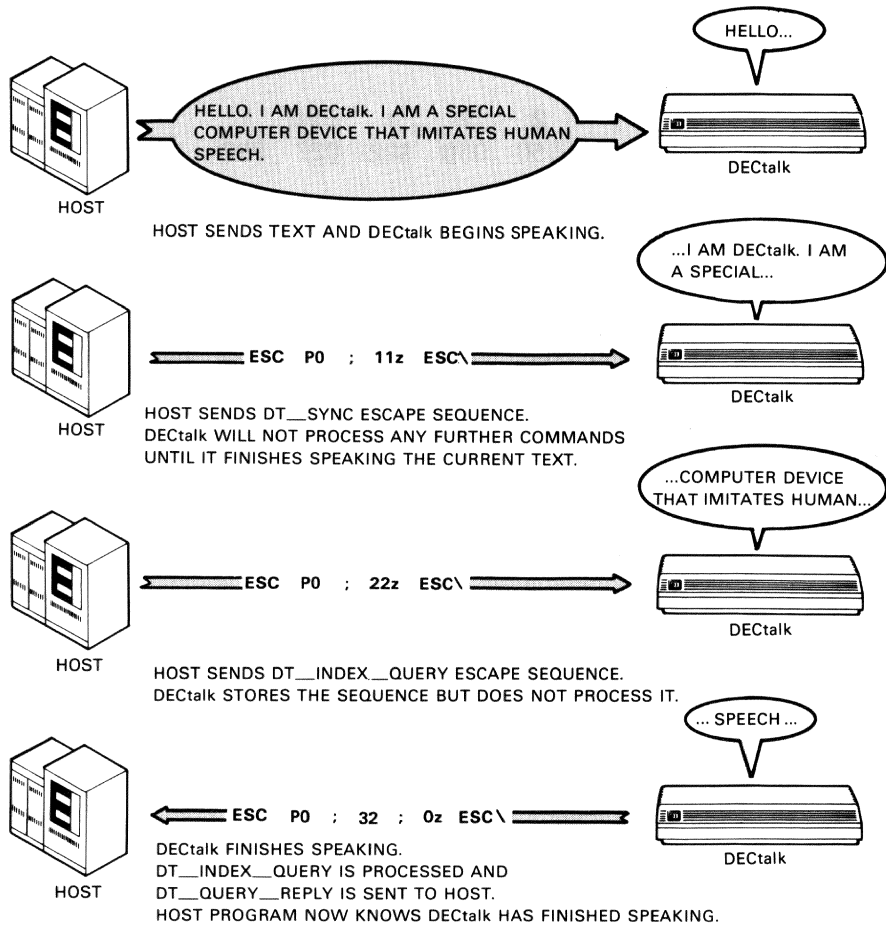 HELLO...
HELLO. I AM DECtalk. I AM A SPECIAL
COMPUTER DEVICE THAT IMITATES HUMAN
SPEECH.
DECtalk
HOST
HOST SENDS TEXT AND DECtalk BEGINS SPEAKING.
...I AM DECtalk. I AM
A SPECIAL...
ESC P0 ; 11z ESC\
DECtalk
HOST
HOST SENDS DT__SYNC ESCAPE SEQUENCE.
DECtalk WILL NOT PROCESS ANY FURTHER COMMANDS
UNTIL IT FINISHES SPEAKING THE CURRENT TEXT.
...COMPUTER DEVICE
THAT IMITATES HUMAN...
ESC P0 ; 22z ESC\
DECtalk
HOST
HOST SENDS DT__INDEX__QUERY ESCAPE SEQUENCE.
DECtalk STORES THE SEQUENCE BUT DOES NOT PROCESS IT.
... SPEECH ...
ESC P0 ; 32 ; 0z ESC\
DECtalk
HOST
DECtalk FINISHES SPEAKING.
DT__INDEX__QUERY IS PROCESSED AND
DT__QUERY__REPLY IS SENT TO HOST.
HOST PROGRAM NOW KNOWS DECtalk HAS FINISHED SPEAKING.